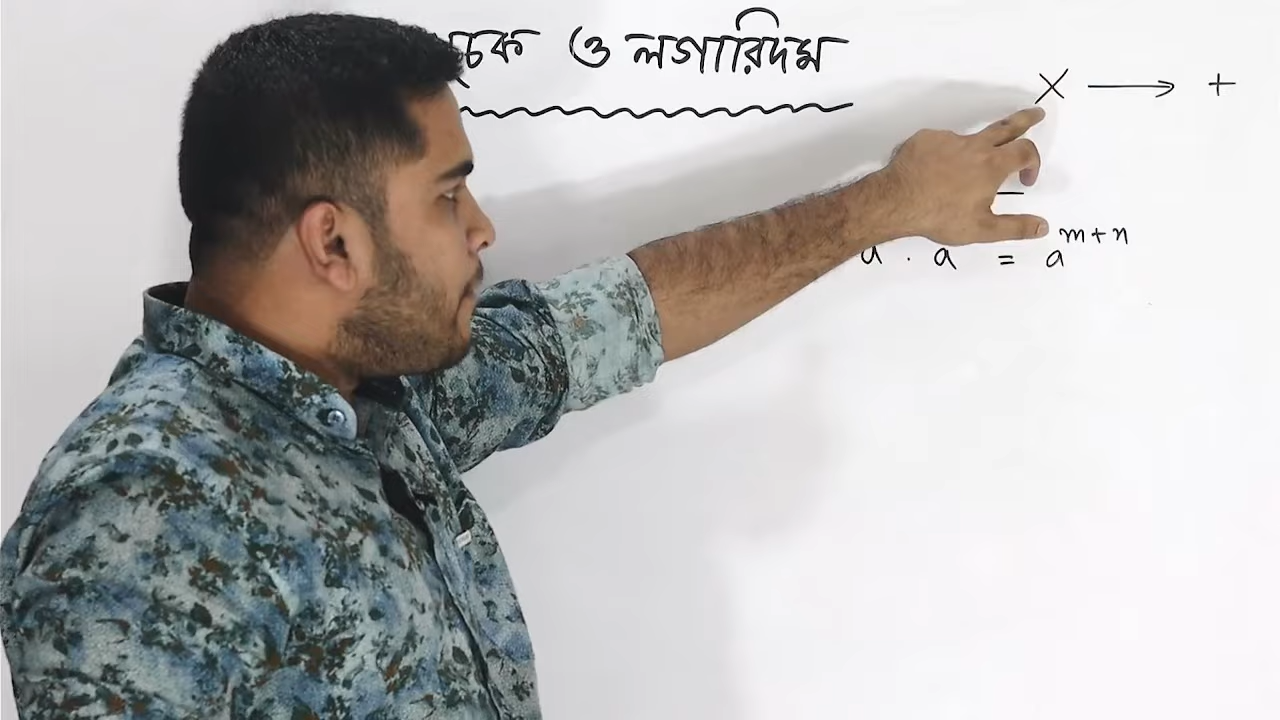 ূচক ও লগারিদম
× → +
—
a . a = a^{m+n}